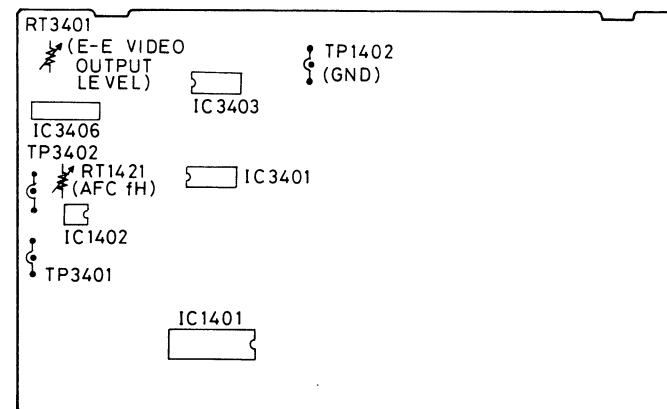 RT3401
(E-E VIDEO
OUTPUT
LEVEL)
TP1402
(GND)
IC3403
IC3406
TP3402
RT1421
(AFC fH)
IC3401
IC1402
TP3401
IC1401